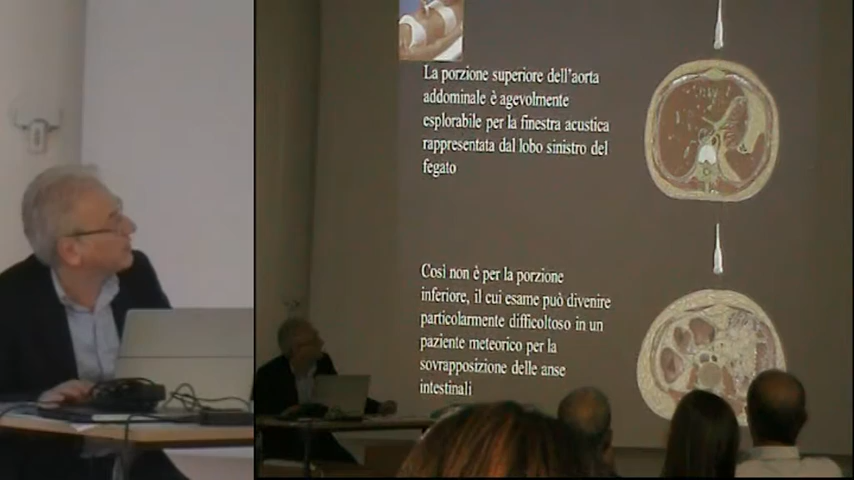 La porzione superiore dell'aorta
addominale è agevolmente
esplorabile per la finestra acustica
rappresentata dal lobo sinistro del
fegato
Così non è per la porzione
inferiore, il cui esame può divenire
particolarmente difficoltoso in un
paziente meteorico per la
sovrapposizione delle anse
intestinali